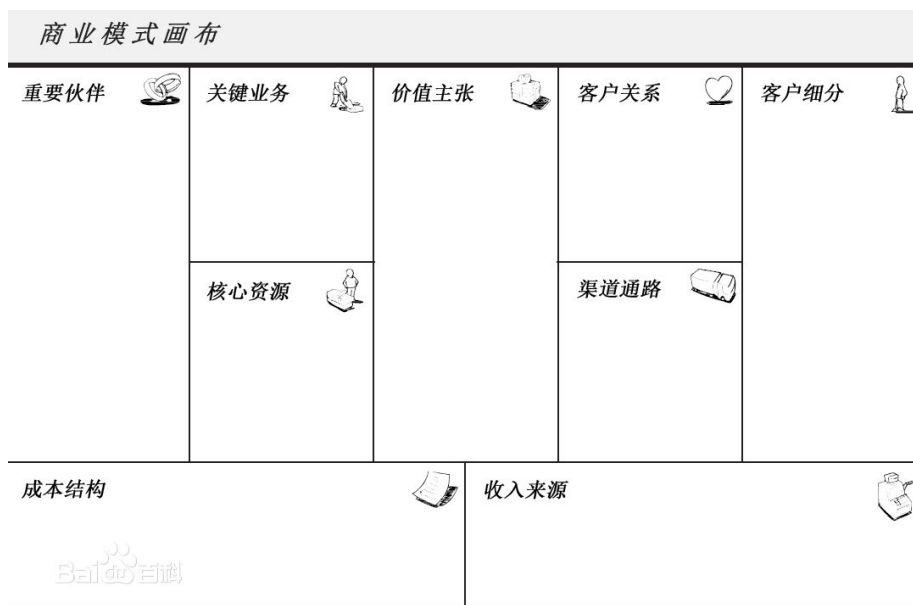 商业模式画布
重要伙伴
关键业务
核心资源
价值主张
客户关系
渠道通路
客户细分
成本结构
收入来源
Baidu百科